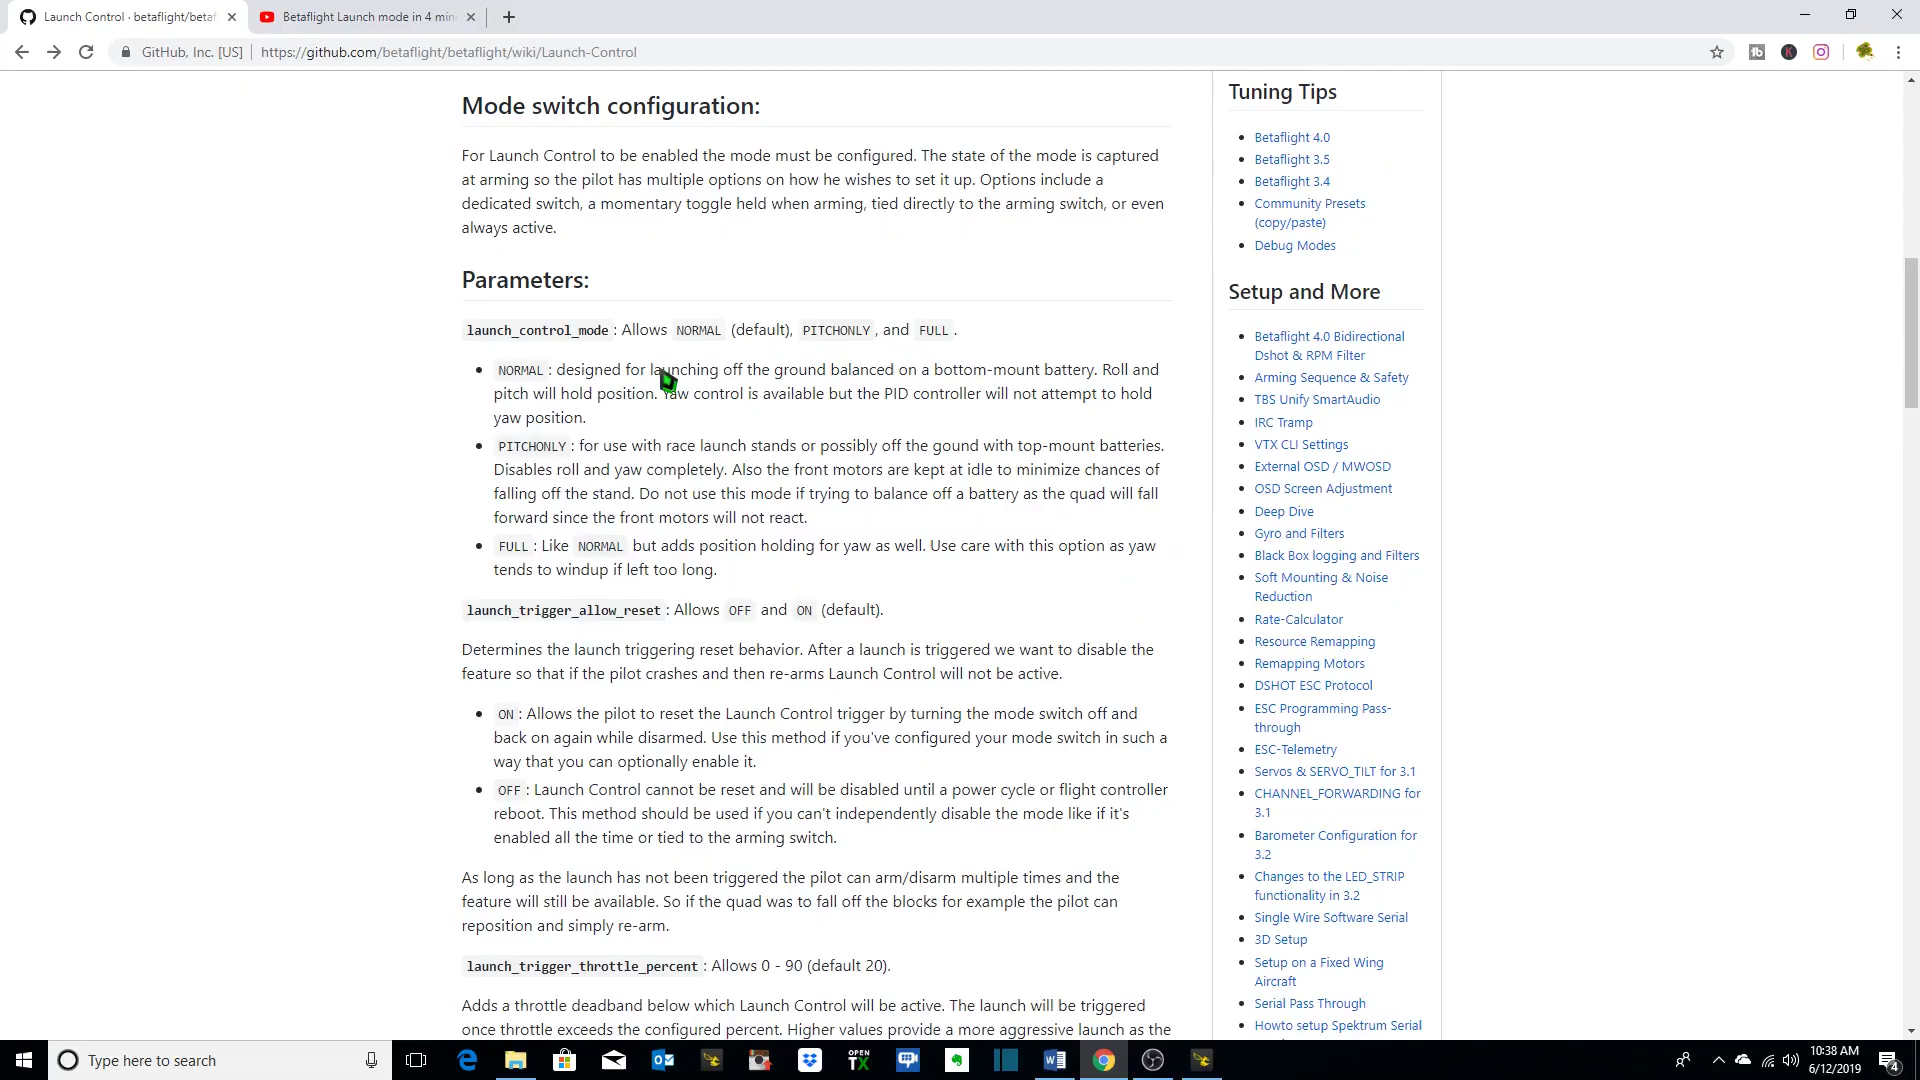 Launch Control · betaflight/betaf
Betaflight Launch mode in 4 min
GitHub, Inc. [US]
https://github.com/betaflight/betaflight/wiki/Launch-Control
Mode switch configuration:
For Launch Control to be enabled the mode must be configured. The state of the mode is captured
at arming so the pilot has multiple options on how he wishes to set it up. Options include a
dedicated switch, a momentary toggle held when arming, tied directly to the arming switch, or even
always active.
Parameters:
launch_control_mode : Allows NORMAL (default), PITCHONLY , and FULL .
NORMAL : designed for launching off the ground balanced on a bottom-mount battery. Roll and
pitch will hold position. Yaw control is available but the PID controller will not attempt to hold
yaw position.
PITCHONLY : for use with race launch stands or possibly off the gound with top-mount batteries.
Disables roll and yaw completely. Also the front motors are kept at idle to minimize chances of
falling off the stand. Do not use this mode if trying to balance off a battery as the quad will fall
forward since the front motors will not react.
FULL : Like NORMAL but adds position holding for yaw as well. Use care with this option as yaw
tends to windup if left too long.
launch_trigger_allow_reset : Allows OFF and ON (default).
Determines the launch triggering reset behavior. After a launch is triggered we want to disable the
feature so that if the pilot crashes and then re-arms Launch Control will not be active.
ON : Allows the pilot to reset the Launch Control trigger by turning the mode switch off and
back on again while disarmed. Use this method if you've configured your mode switch in such a
way that you can optionally enable it.
OFF : Launch Control cannot be reset and will be disabled until a power cycle or flight controller
reboot. This method should be used if you can't independently disable the mode like if it's
enabled all the time or tied to the arming switch.
As long as the launch has not been triggered the pilot can arm/disarm multiple times and the
feature will still be available. So if the quad was to fall off the blocks for example the pilot can
reposition and simply re-arm.
launch_trigger_throttle_percent : Allows 0 - 90 (default 20).
Adds a throttle deadband below which Launch Control will be active. The launch will be triggered
once throttle exceeds the configured percent. Higher values provide a more aggressive launch as the
Tuning Tips
Betaflight 4.0
Betaflight 3.5
Betaflight 3.4
Community Presets
(copy/paste)
Debug Modes
Setup and More
Betaflight 4.0 Bidirectional
Dshot & RPM Filter
Arming Sequence & Safety
TBS Unify SmartAudio
IRC Tramp
VTX CLI Settings
External OSD / MWOSD
OSD Screen Adjustment
Deep Dive
Gyro and Filters
Black Box logging and Filters
Soft Mounting & Noise
Reduction
Rate-Calculator
Resource Remapping
Remapping Motors
DSHOT ESC Protocol
ESC Programming Pass-
through
ESC-Telemetry
Servos & SERVO_TILT for 3.1
CHANNEL_FORWARDING for
3.1
Barometer Configuration for
3.2
Changes to the LED_STRIP
functionality in 3.2
Single Wire Software Serial
3D Setup
Setup on a Fixed Wing
Aircraft
Serial Pass Through
Howto setup Spektrum Serial
Type here to search
OPEN
TX
10:38 AM
6/12/2019
4